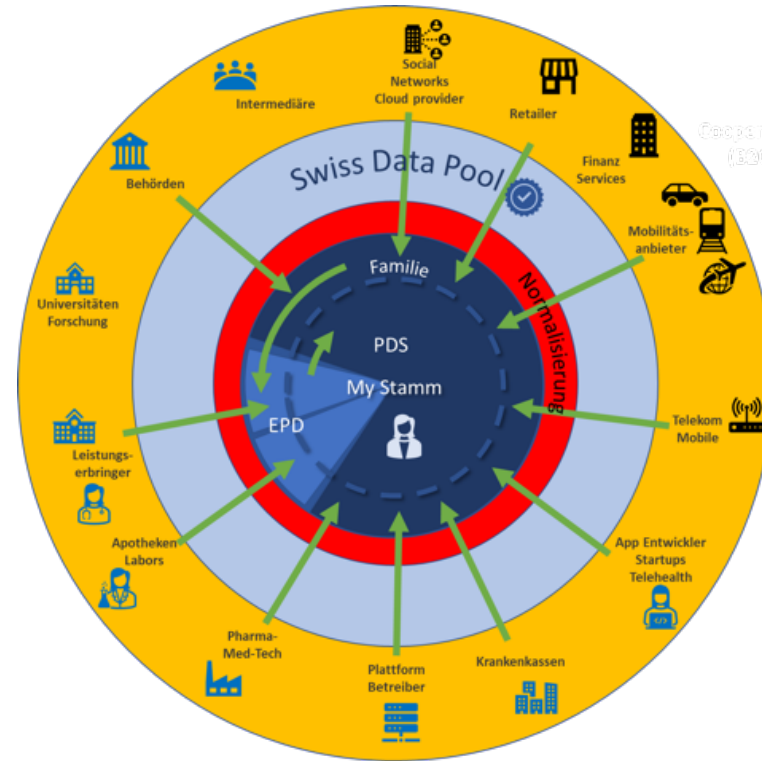 Social
Networks
Cloud provider
Intermediäre
Retailer
Behörden
Swiss Data Pool
Finanz
Services
Mobilitäts-
anbieter
Familie
Normalisierung
Universitäten
Forschung
PDS
My Stamm
EPD
Telekom
Mobile
Leistungs-
erbringer
Apotheken
Labors
App Entwickler
Startups
Telehealth
Pharma-
Med-Tech
Plattform
Betreiber
Krankenkassen